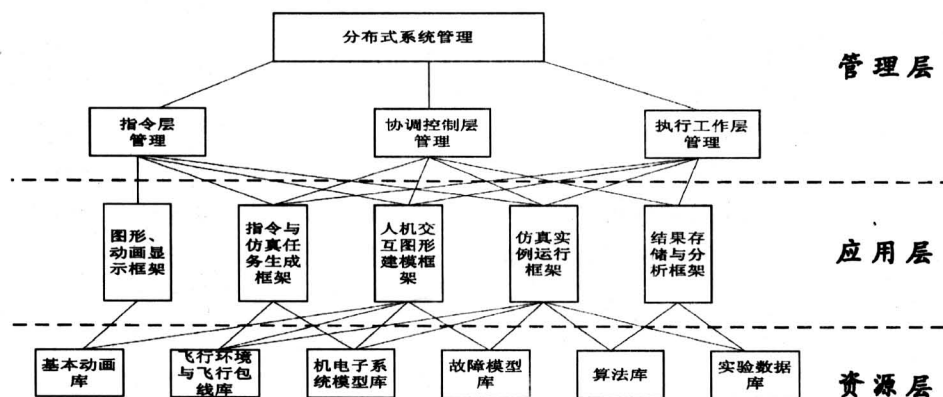 分布式系统管理
管理层
指令层
管理
协调控制层
管理
执行工作层
管理
图形、
动画显
示框架
指令与
仿真任
务生成
框架
人机交
互图形
建模框
架
仿真实
例运行
框架
结果存
储与分
析框架
应用层
基本动画
库
飞行环境
与飞行包
线库
机电子系
统模型库
故障模型
库
算法库
实验数据
库
资源层